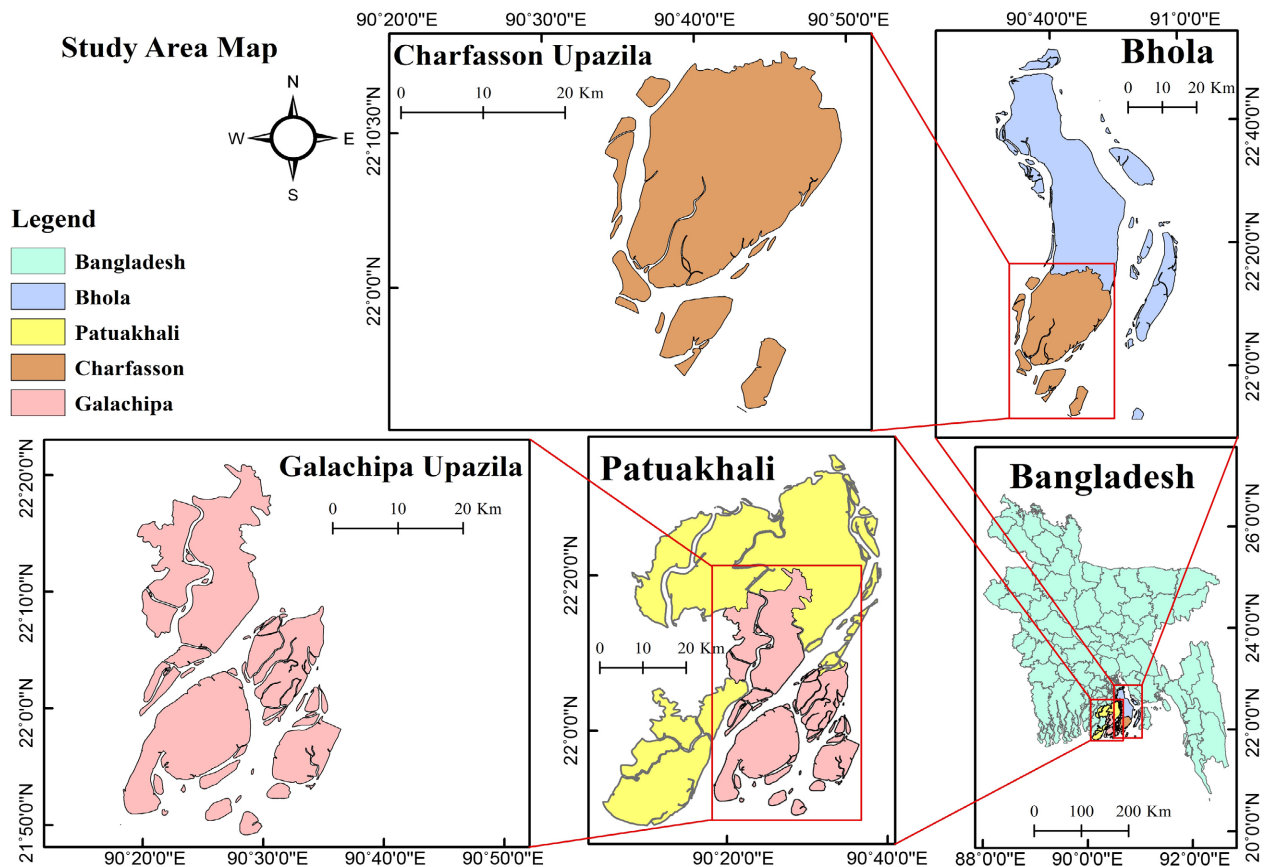 90°20'0"E 90°30'0"E 90°40'0"E 90°50'0"E
90°40'0"E 91°0'0"E
Study Area Map
N
W E
S
Charfasson Upazila
0 10 20 Km
22°10'30"N
22°0'0"N
Bhola
0 10 20 Km
22°40'0"N
22°20'0"N
22°0'0"N
Legend
Bangladesh
Bhola
Patuakhali
Charfasson
Galachipa
Galachipa Upazila
0 10 20 Km
22°20'0"N
22°10'0"N
22°0'0"N
21°50'0"N
90°20'0"E 90°30'0"E 90°40'0"E 90°50'0"E
Patuakhali
0 10 20 Km
22°20'0"N
22°0'0"N
90°20'0"E 90°40'0"E
Bangladesh
0 100 200 Km
26°0'0"N
24°0'0"N
22°0'0"N
20°0'0"N
88°0'0"E 90°0'0"E 92°0'0"E